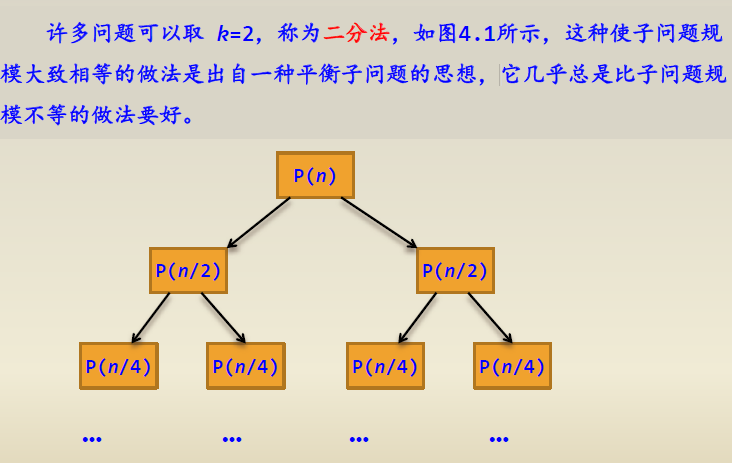 许多问题可以取 k=2，称为二分法，如图4.1所示，这种使子问题规
模大致相等的做法是出自一种平衡子问题的思想，它几乎总是比子问题规
模不等的做法要好。
P(n)
P(n/2) P(n/2)
P(n/4) P(n/4) P(n/4) P(n/4)
… … … …